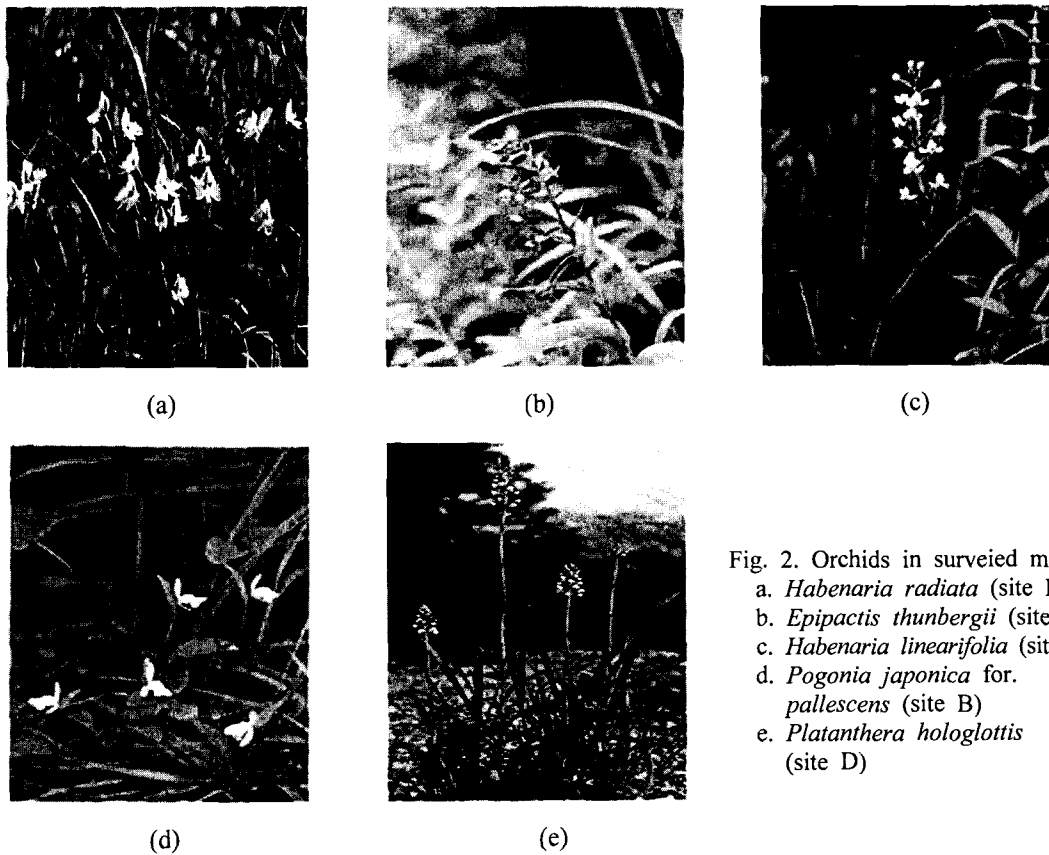 (a)
(b)
(c)
(d)
(e)
Fig. 2. Orchids in surveied m
a. Habenaria radiata (site
b. Epipactis thunbergii (site
c. Habenaria linearifolia (sit
d. Pogonia japonica for.
pallescens (site B)
e. Platanthera hologlottis
(site D)